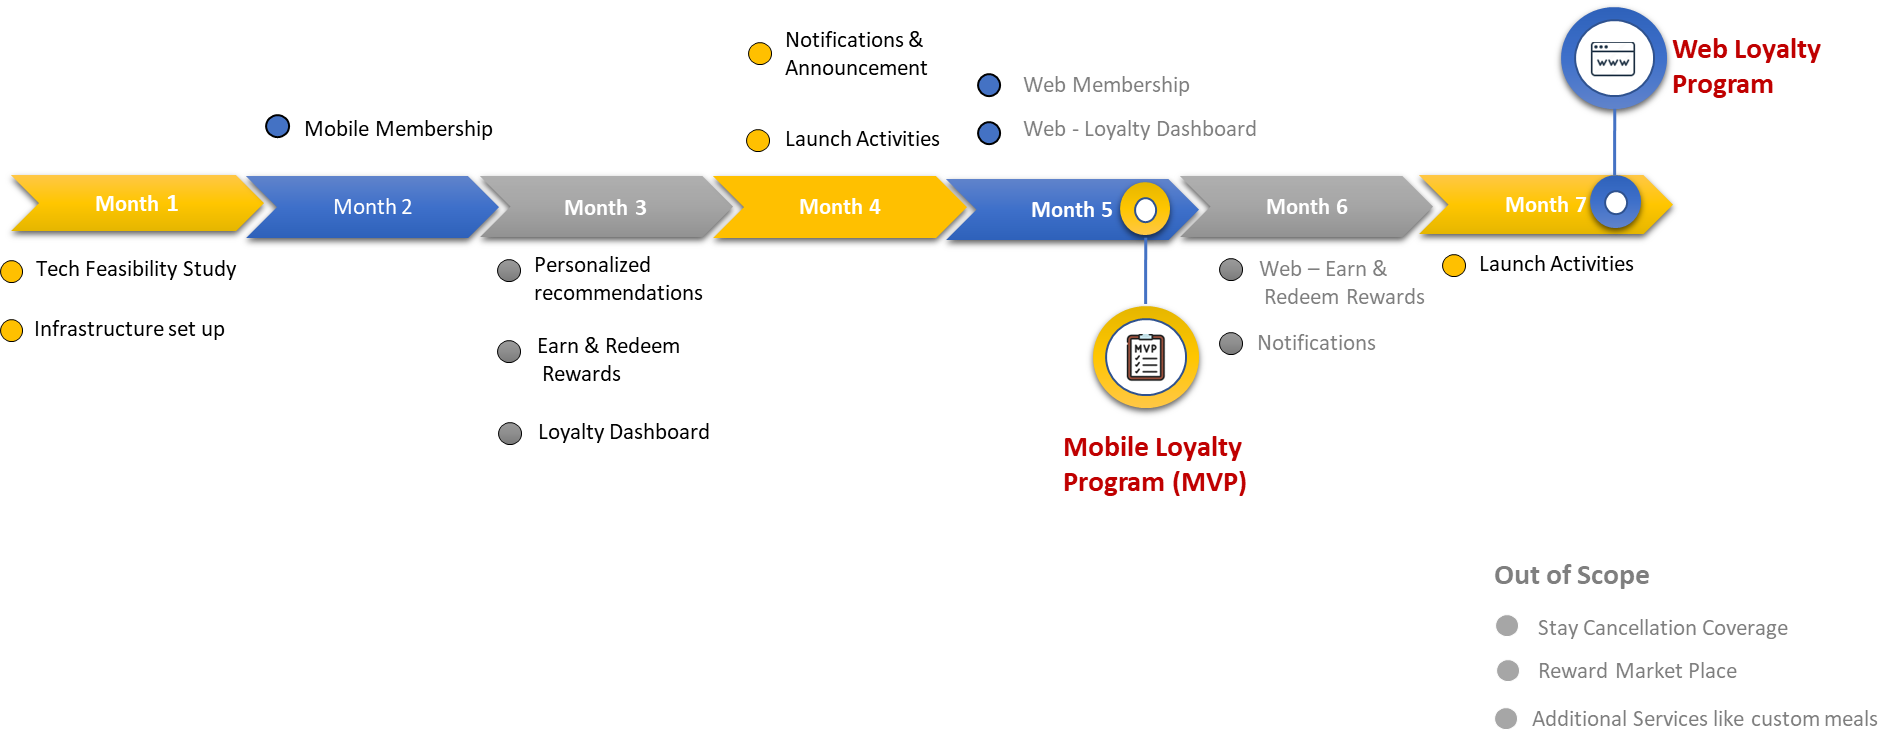 Notifications &
Announcement
Launch Activities
Mobile Membership
Web Membership
Web - Loyalty Dashboard
www
Web Loyalty
Program
Month 1
Month 2
Month 3
Month 4
Month 5
Month 6
Month 7
Tech Feasibility Study
Infrastructure set up
Personalized
recommendations
Earn & Redeem
Rewards
Loyalty Dashboard
MVP
Mobile Loyalty
Program (MVP)
Web – Earn &
Redeem Rewards
Notifications
Launch Activities
Out of Scope
Stay Cancellation Coverage
Reward Market Place
Additional Services like custom meals